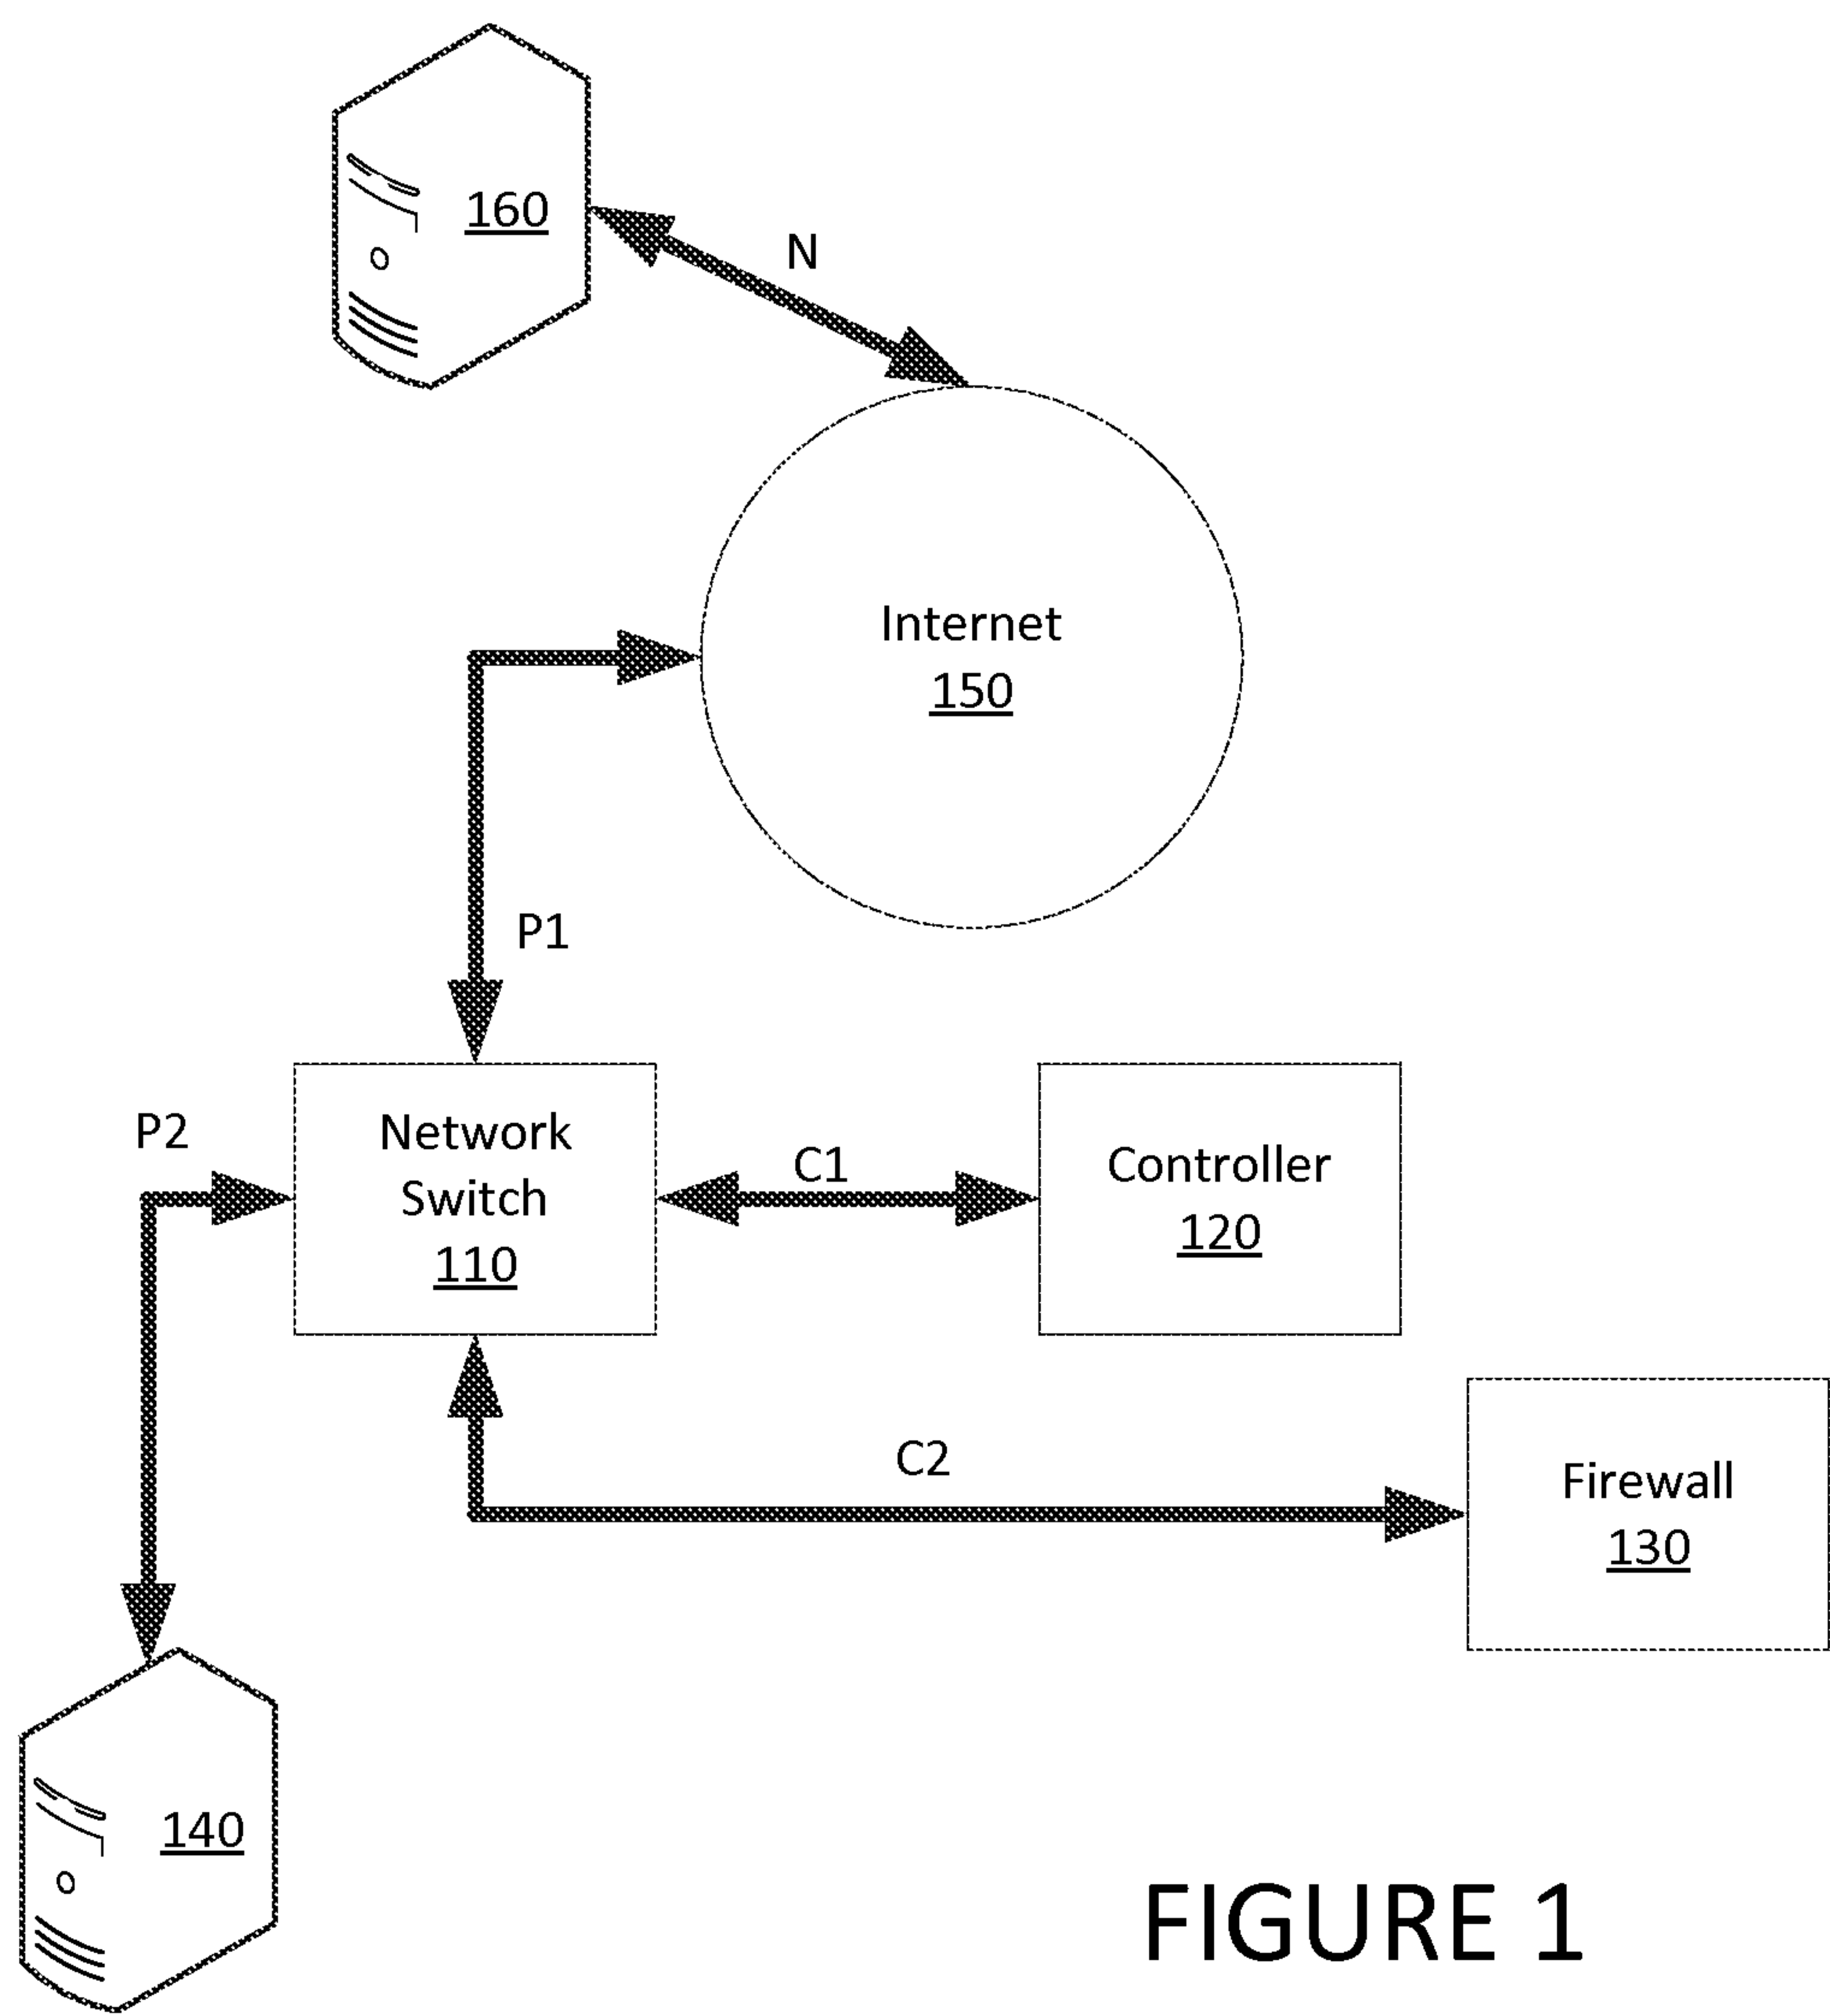 160
N
Internet
150
P1
P2
Network
Switch
110
C1
Controller
120
C2
Firewall
130
140
FIGURE 1